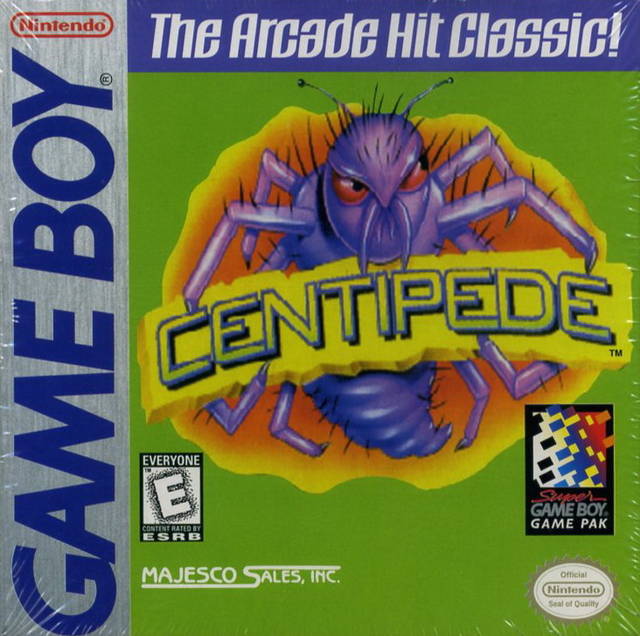 Nintendo®
GAME BOY
The Arcade Hit Classic!
CENTIPEDE™
EVERYONE
™
E
CONTENT RATED BY
ESRB
MAJESCO SALES, INC.
Super
GAME BOY®
GAME PAK
Official
Nintendo®
Seal of Quality